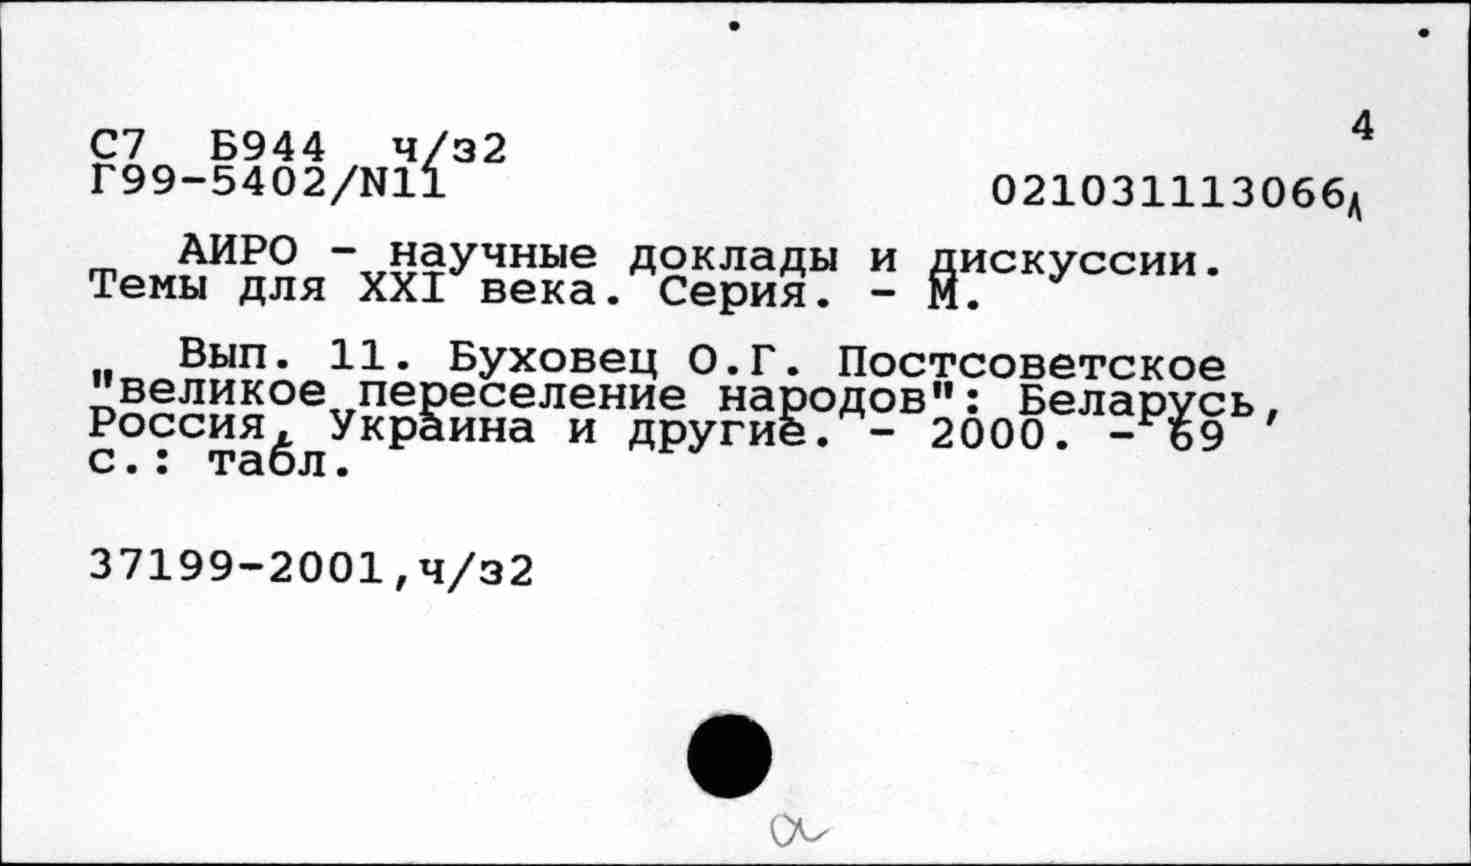 4
С7 Б944 ч/з2
Г99-5402/N11
021031113066д
АИРО - научные доклады и дискуссии.
Темы для XXI века. Серия. - М.
Вып. 11. Буховец О.Г. Постсоветское
"великое переселение народов": Беларусь,
Россия, Украина и другие. - 2000. - 69
с.: табл.
37199-2001,ч/з2